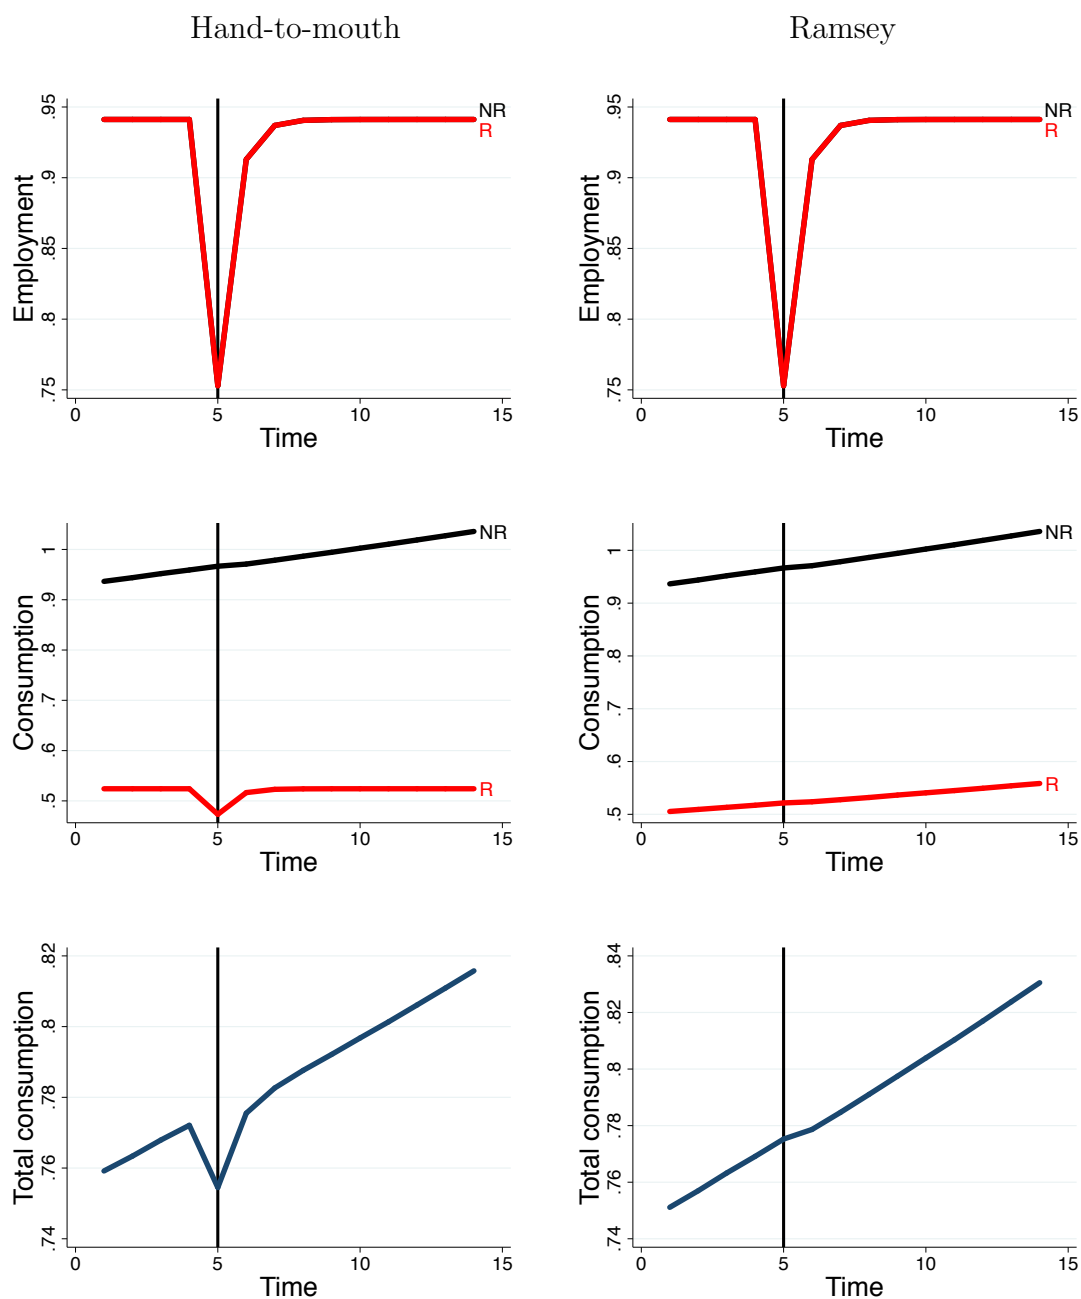 Hand-to-mouth
Ramsey
Employment
.95
.9
.85
.8
.75
NR
R
0 5 10 15
Time
Employment
.95
.9
.85
.8
.75
NR
R
0 5 10 15
Time
Consumption
1
.9
.8
.7
.6
.5
NR
R
0 5 10 15
Time
Consumption
1
.9
.8
.7
.6
.5
NR
R
0 5 10 15
Time
Total consumption
.82
.8
.78
.76
.74
0 5 10 15
Time
Total consumption
.84
.82
.8
.78
.76
.74
0 5 10 15
Time